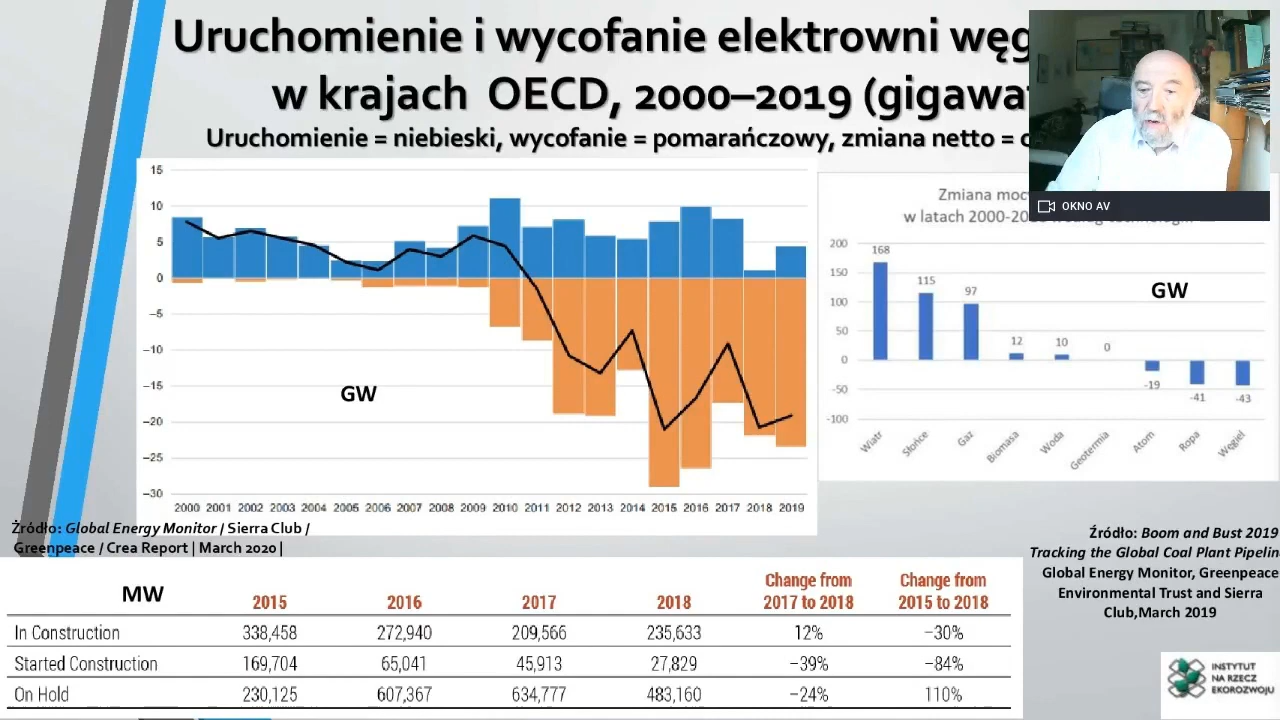 Uruchomienie i wycofanie elektrowni węg
w krajach OECD, 2000–2019 (gigawa
Uruchomienie = niebieski, wycofanie = pomarańczowy, zmiana netto =
OKNO AV
15
10
5
0
−5
−10
−15
−20
−25
−30
GW
2000 2001 2002 2003 2004 2005 2006 2007 2008 2009 2010 2011 2012 2013 2014 2015 2016 2017 2018 2019
Zmiana moc
w latach 2000-20
200
150
100
50
0
-50
-100
168
115
97
12
10
0
-19
-41
-43
GW
Wiatr
Słońce
Gaz
Biomasa
Woda
Geotermia
Atom
Ropa
Węgiel
Żródło: Global Energy Monitor / Sierra Club /
Greenpeace / Crea Report | March 2020 |
Źródło: Boom and Bust 2019
Tracking the Global Coal Plant Pipelin
Global Energy Monitor, Greenpeace
Environmental Trust and Sierra
Club,March 2019
MW 2015 2016 2017 2018 Change from 2017 to 2018 Change from 2015 to 2018
In Construction 338,458 272,940 209,566 235,633 12% −30%
Started Construction 169,704 65,041 45,913 27,829 −39% −84%
On Hold 230,125 607,367 634,777 483,160 −24% 110%
INSTYTUT
NA RZECZ
EKOROZWOJU